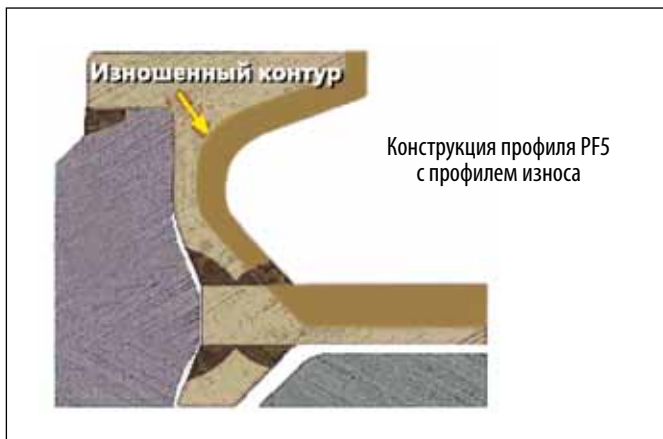 Изношенный контур
Конструкция профиля PF5
с профилем износа